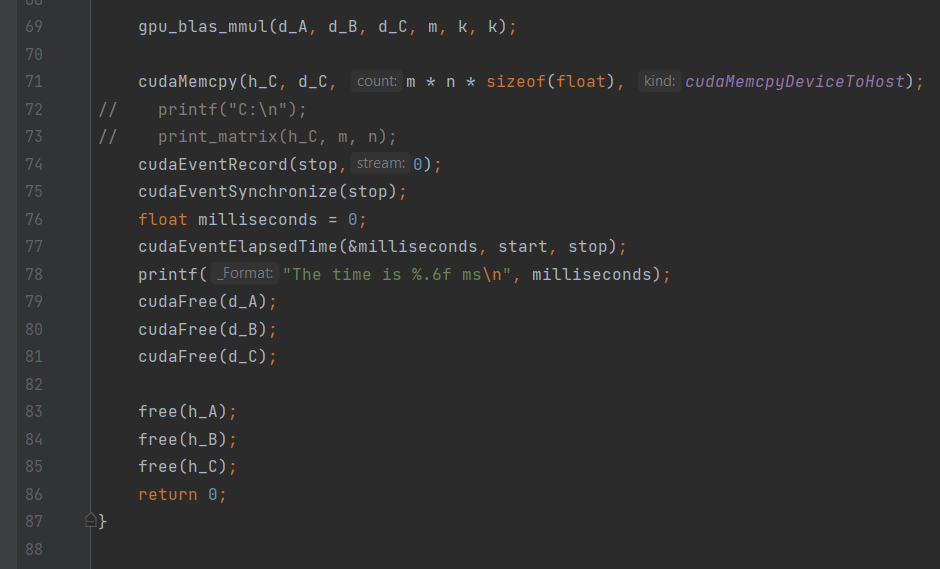 69 gpu_blas_mmul(d_A, d_B, d_C, m, k, k);
70
71 cudaMemcpy(h_C, d_C, count: m * n * sizeof(float), kind: cudaMemcpyDeviceToHost);
72 // printf("C:\n");
73 // print_matrix(h_C, m, n);
74 cudaEventRecord(stop, stream: 0);
75 cudaEventSynchronize(stop);
76 float milliseconds = 0;
77 cudaEventElapsedTime(&milliseconds, start, stop);
78 printf( _Format: "The time is %.6f ms\n", milliseconds);
79 cudaFree(d_A);
80 cudaFree(d_B);
81 cudaFree(d_C);
82
83 free(h_A);
84 free(h_B);
85 free(h_C);
86 return 0;
87 }
88